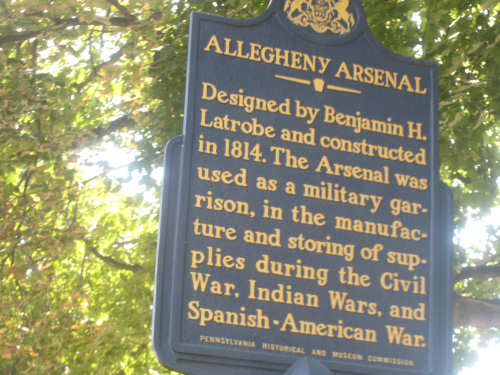 ALLEGHENY ARSENAL
Designed by Benjamin H.
Latrobe and constructed
in 1814. The Arsenal was
used as a military gar-
rison, in the manufac-
ture and storing of sup-
plies during the Civil
War, Indian Wars, and
Spanish-American War.
PENNSYLVANIA HISTORICAL AND MUSEUM COMMISSION